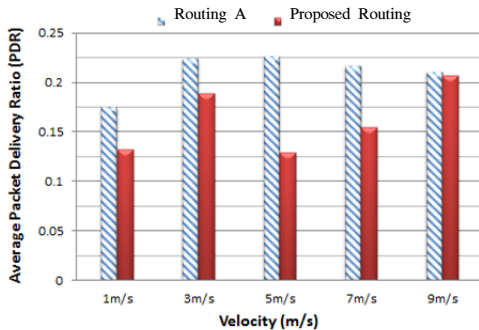 Routing A Proposed Routing
Average Packet Delivery Ratio (PDR)
0.25
0.2
0.15
0.1
0.05
0
1m/s 3m/s 5m/s 7m/s 9m/s
Velocity (m/s)